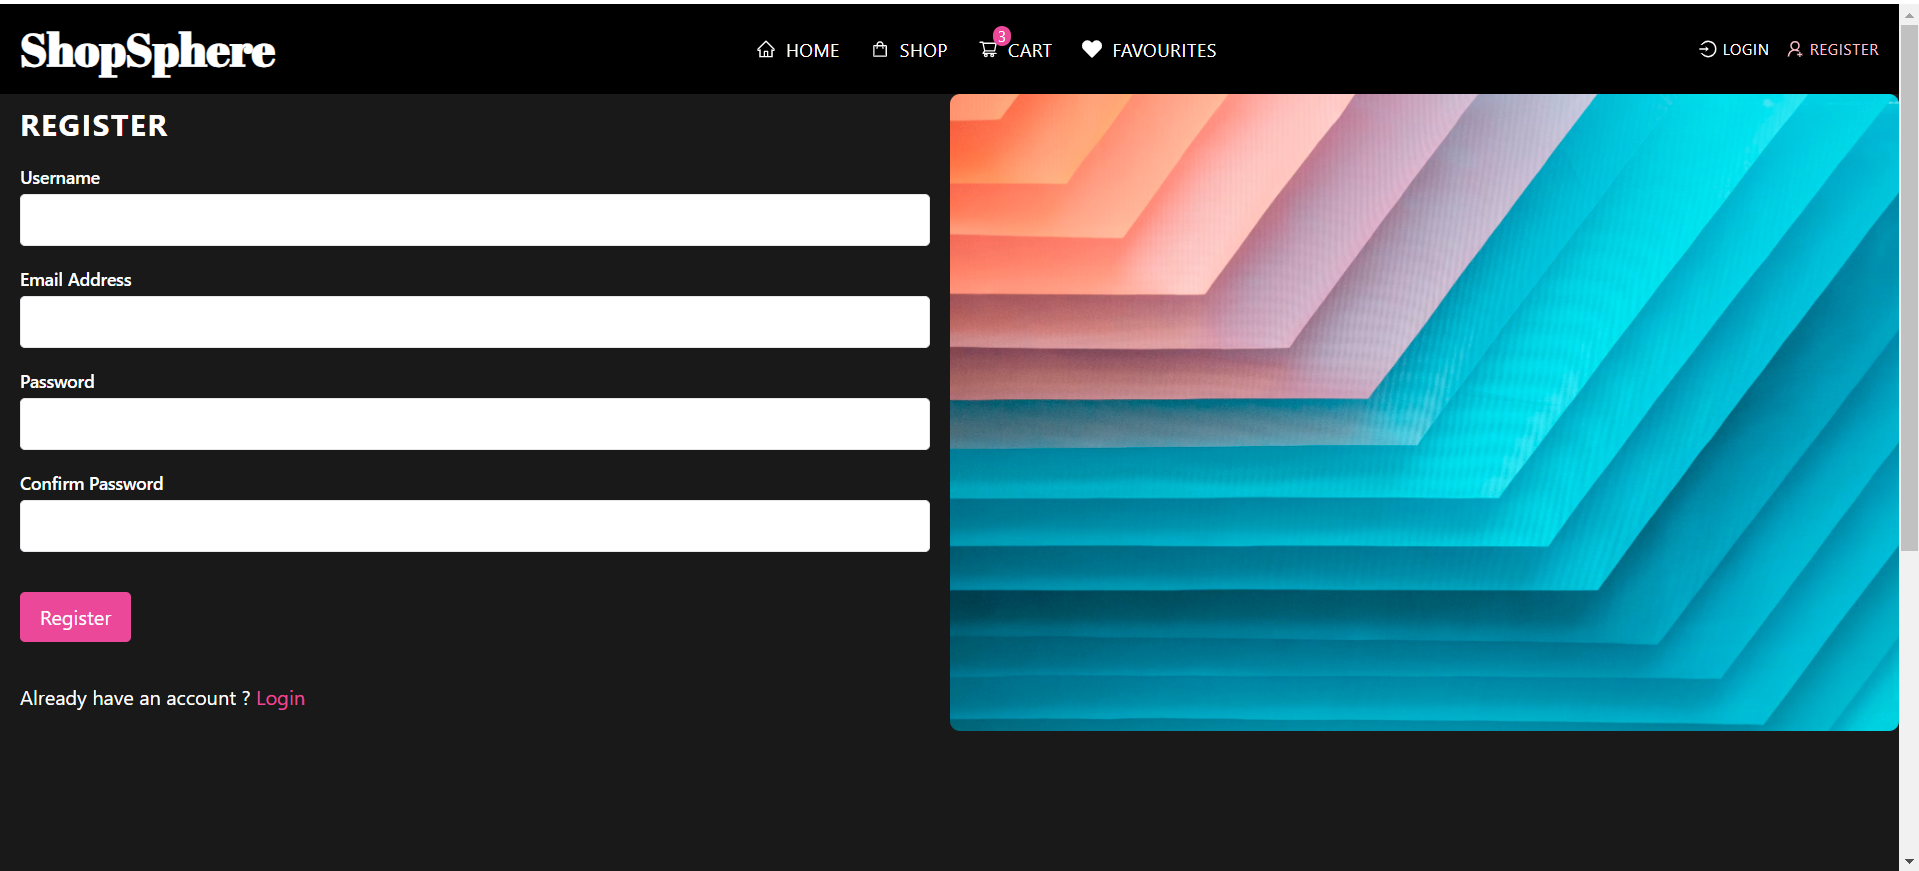 ShopSphere
HOME
SHOP
3
CART
FAVOURITES
LOGIN
REGISTER
REGISTER
Username
Email Address
Password
Confirm Password
Register
Already have an account ? Login